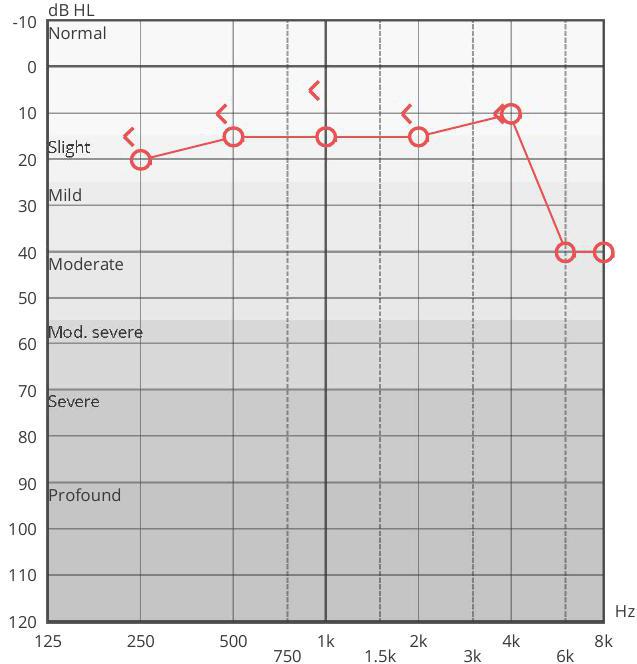 dB HL
-10
Normal
0
10
Slight
20
Mild
30
40
Moderate
50
Mod. severe
60
70
Severe
80
90
Profound
100
110
120
Hz
125 250 500 1k 2k 4k 8k
750 1.5k 3k 6k